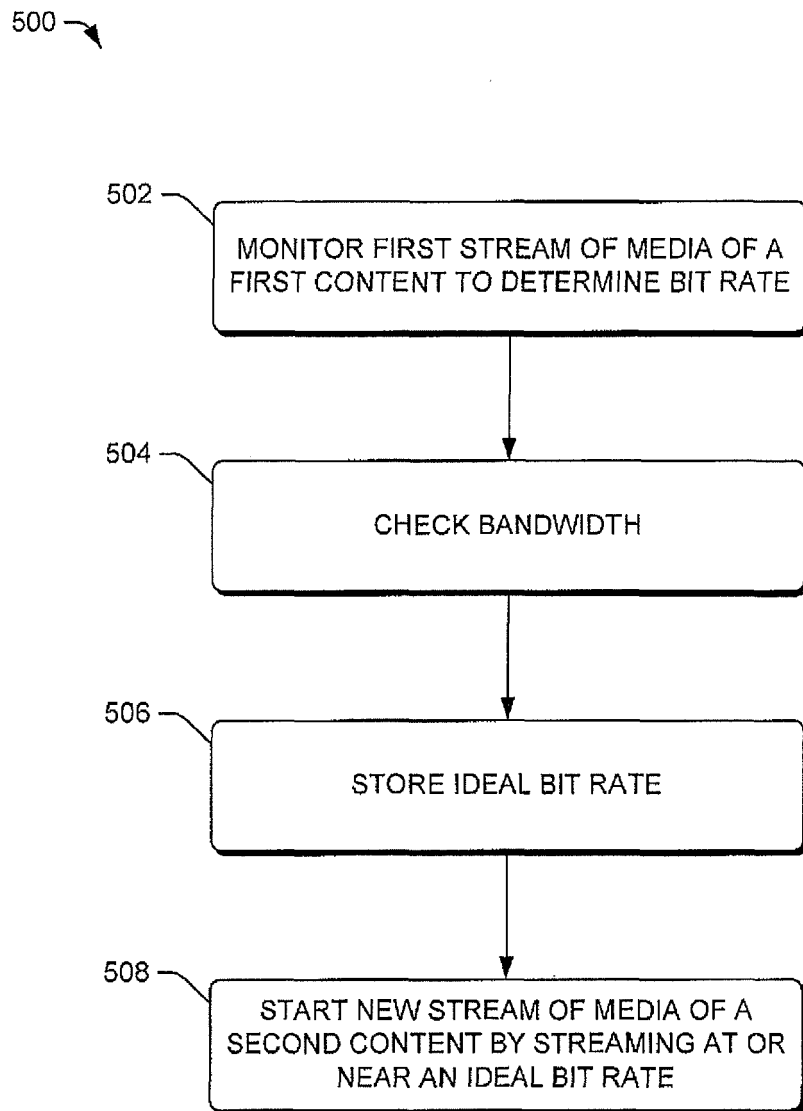 500
502
MONITOR FIRST STREAM OF MEDIA OF A
FIRST CONTENT TO DETERMINE BIT RATE
504
CHECK BANDWIDTH
506
STORE IDEAL BIT RATE
508
START NEW STREAM OF MEDIA OF A
SECOND CONTENT BY STREAMING AT OR
NEAR AN IDEAL BIT RATE